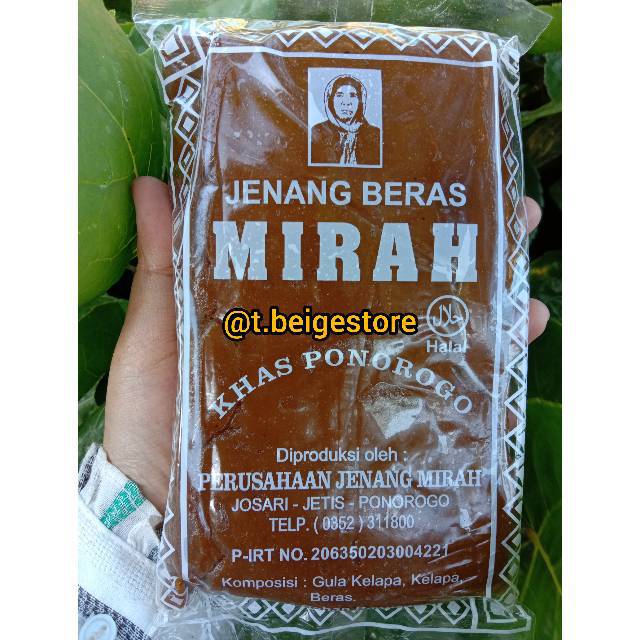 JENANG BERAS
MIRAH
@t.beigestore
Halal
KHAS PONOROGO
Diproduksi oleh :
PERUSAHAAN JENANG MIRAH
JOSARI - JETIS - PONOROGO
TELP. ( 0352 ) 311800
P-IRT NO. 206350203004221
Komposisi : Gula Kelapa, Kelapa,
Beras.